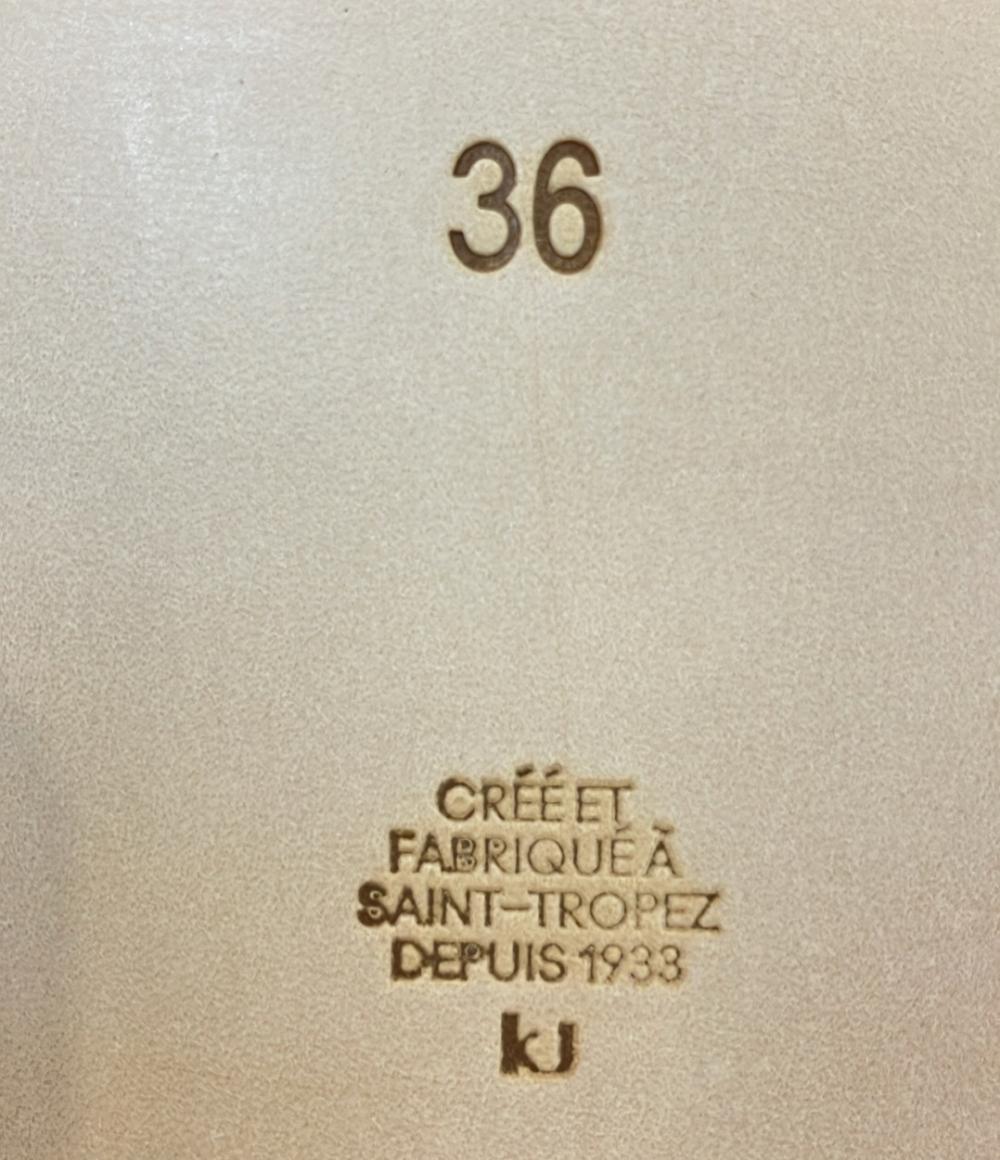 36
CRÉÉ ET
FABRIQUÉ À
SAINT-TROPEZ
DEPUIS 1933
kJ